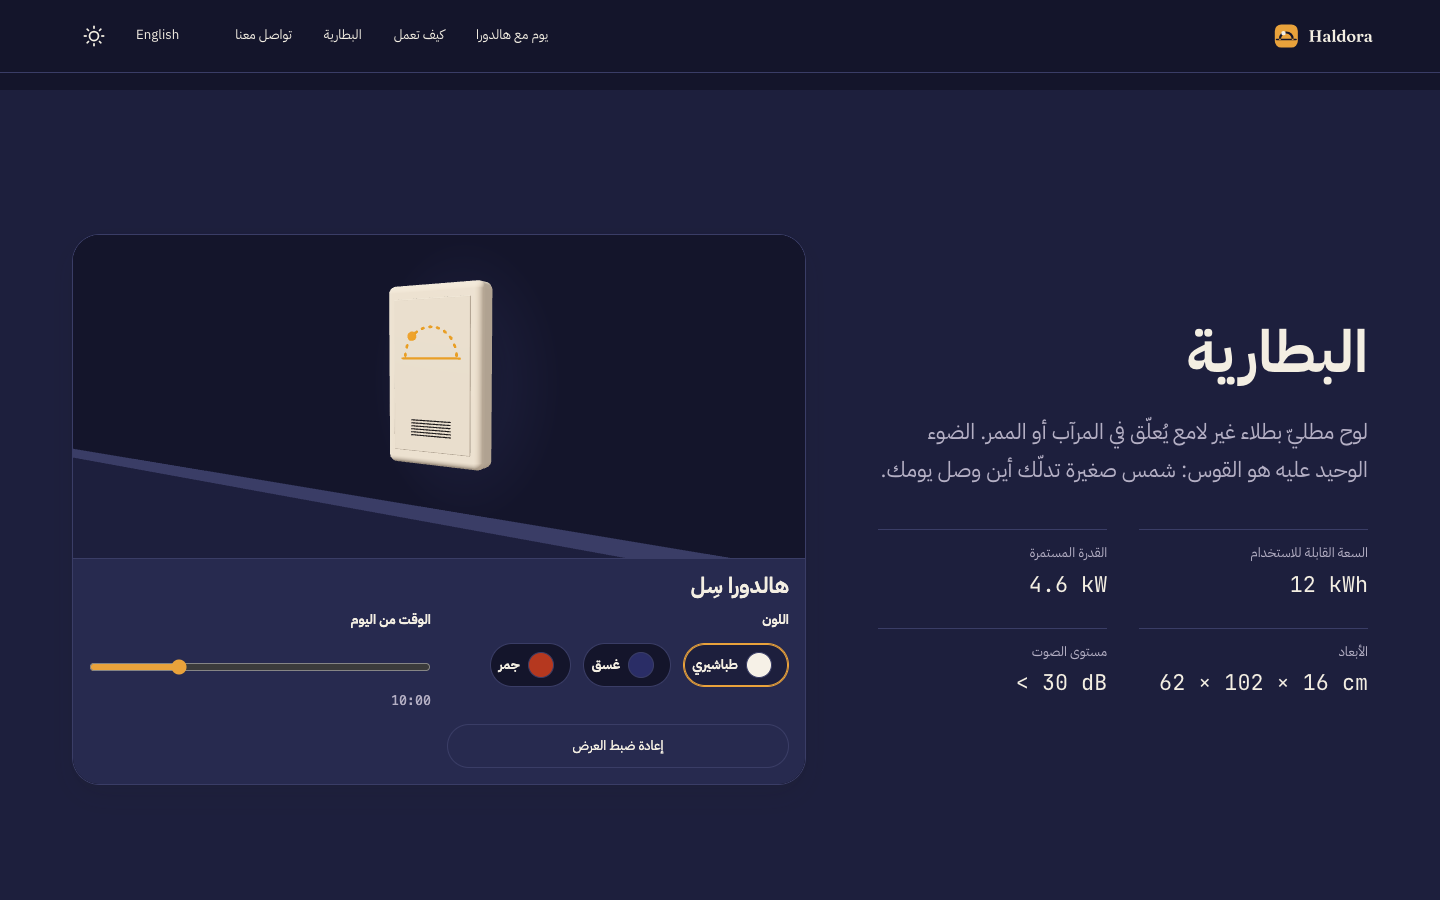 Haldora
يوم مع هالدورا
كيف تعمل
البطارية
تواصل معنا
English
البطارية
لوح مطليّ بطلاء غير لامع يُعلّق في المرآب أو الممر. الضوء
الوحيد عليه هو القوس: شمس صغيرة تدلّك أين وصل يومك.
السعة القابلة للاستخدام
12 kWh
القدرة المستمرة
4.6 kW
الأبعاد
62 × 102 × 16 cm
مستوى الصوت
< 30 dB
هالدورا سِل
اللون
طباشيري
غسق
جمر
الوقت من اليوم
10:00
إعادة ضبط العرض